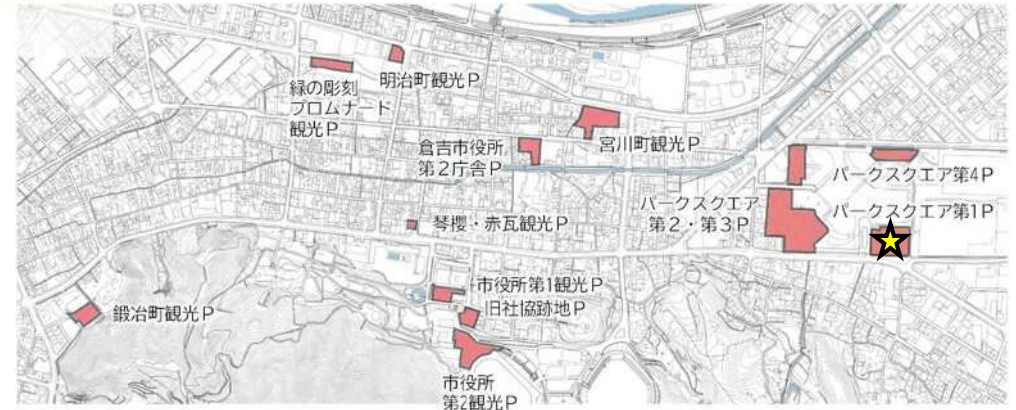 緑の彫刻
プロムナード
観光P
明治町観光P
倉吉市役所
第2庁舎P
宮川町観光P
パークスクエア第4P
パークスクエア
第2・第3P
パークスクエア第1P
琴櫻・赤瓦観光P
市役所第1観光P
旧社協跡地P
鍛冶町観光P
市役所
第2観光P